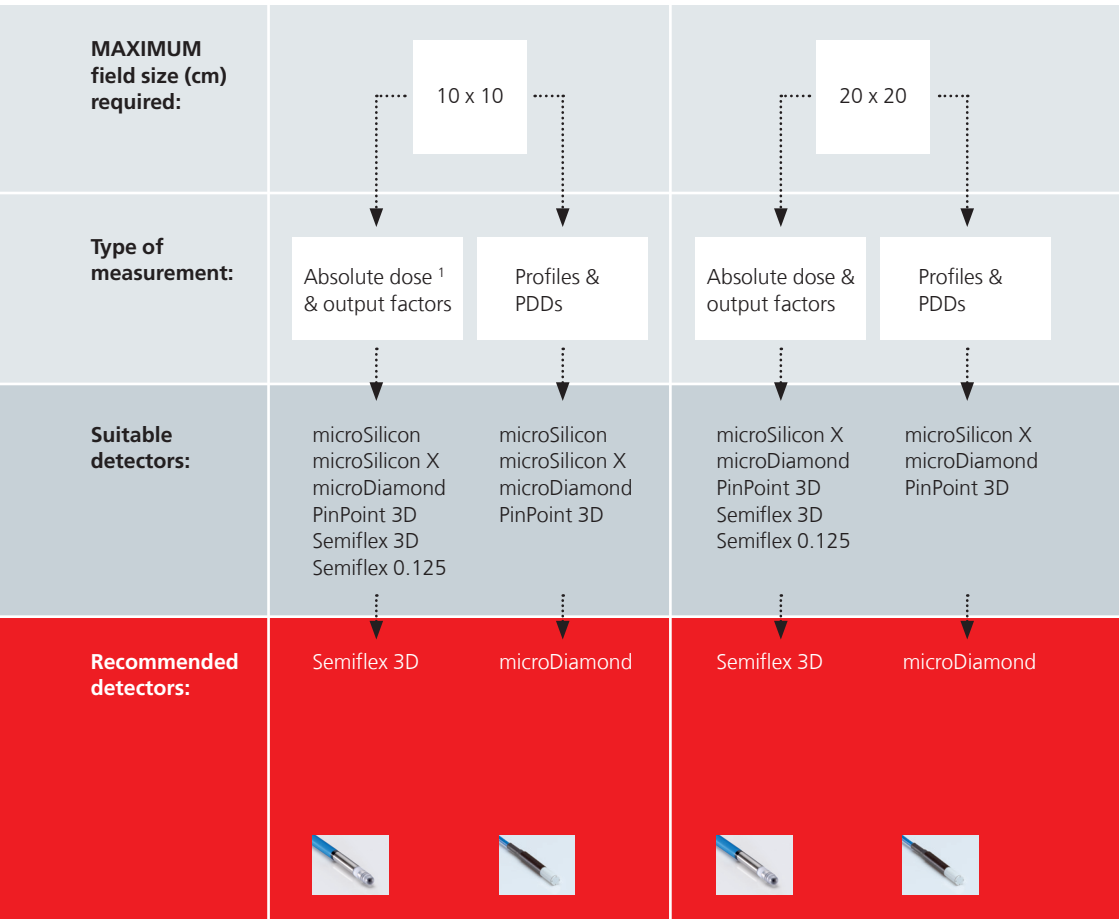 MAXIMUM
field size (cm)
required:
10 x 10
20 x 20
Type of
measurement:
Absolute dose ¹
& output factors
Profiles &
PDDs
Absolute dose &
output factors
Profiles &
PDDs
Suitable
detectors:
microSilicon
microSilicon X
microDiamond
PinPoint 3D
Semiflex 3D
Semiflex 0.125
microSilicon
microSilicon X
microDiamond
PinPoint 3D
microSilicon X
microDiamond
PinPoint 3D
Semiflex 3D
Semiflex 0.125
microSilicon X
microDiamond
PinPoint 3D
Recommended
detectors:
Semiflex 3D
microDiamond
Semiflex 3D
microDiamond